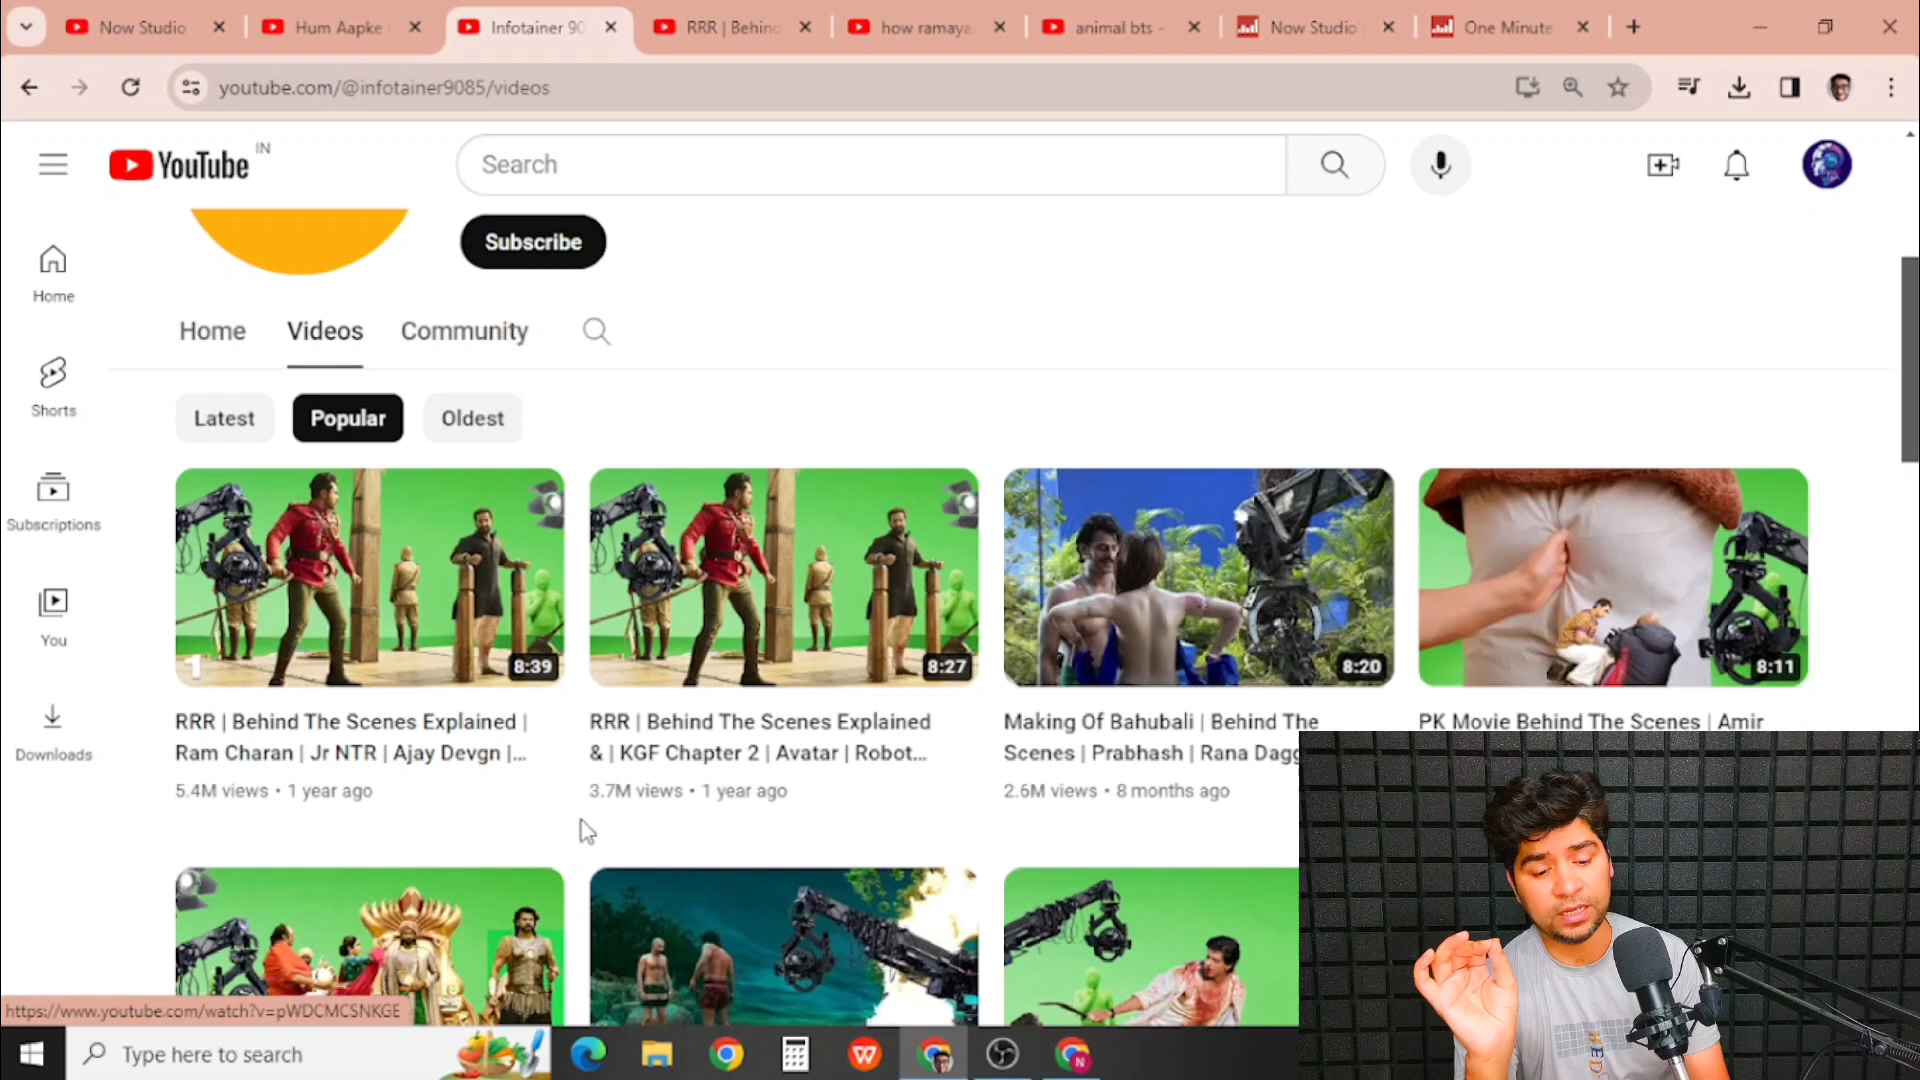 Now Studio
Hum Aapke
Infotainer 90
RRR | Behind
how ramaya
animal bts -
Now Studio's
One Minute
youtube.com/@infotainer9085/videos
YouTube IN
Search
Subscribe
Home
Shorts
Subscriptions
You
Downloads
Home Videos Community
Latest Popular Oldest
8:39
8:27
8:20
8:11
RRR | Behind The Scenes Explained |
Ram Charan | Jr NTR | Ajay Devgn |...
5.4M views • 1 year ago
RRR | Behind The Scenes Explained
& | KGF Chapter 2 | Avatar | Robot...
3.7M views • 1 year ago
Making Of Bahubali | Behind The
Scenes | Prabhash | Rana Dagg
2.6M views • 8 months ago
PK Movie Behind The Scenes | Amir
https://www.youtube.com/watch?v=pWDCMCSNKGE
Type here to search